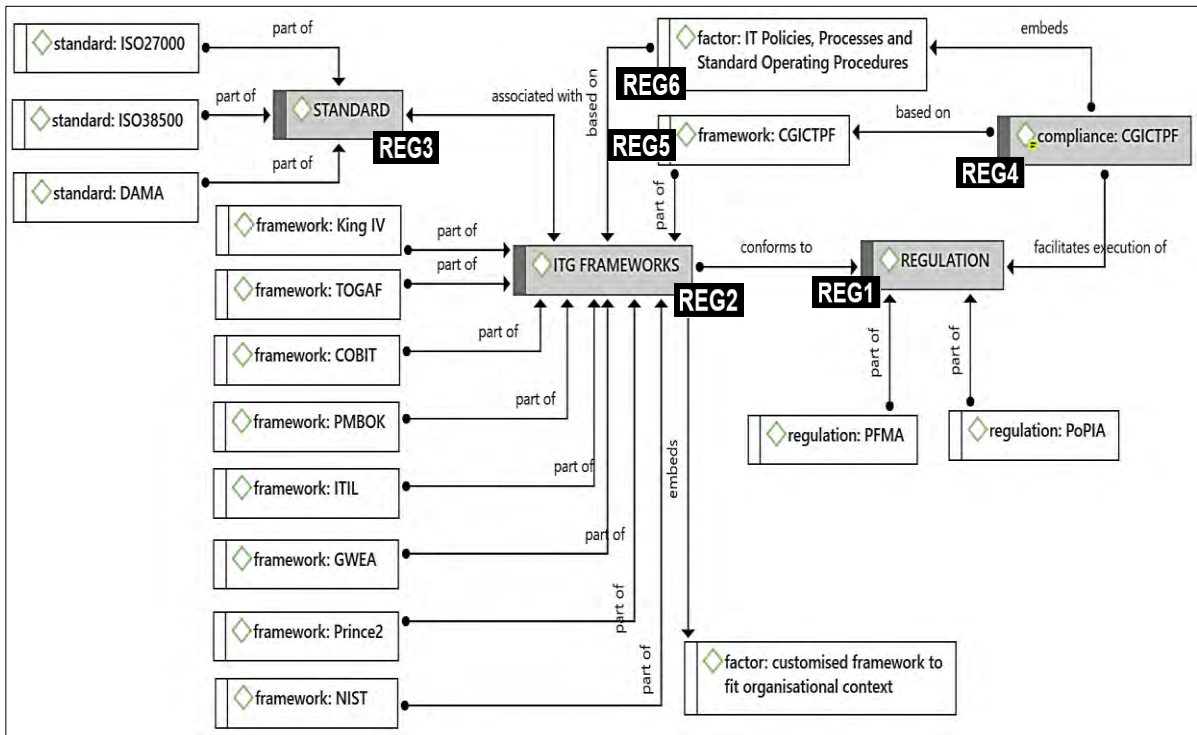 standard: ISO27000
part of
factor: IT Policies, Processes and
Standard Operating Procedures
REG6
embeds
standard: ISO38500
part of
STANDARD
REG3
associated with
based on
framework: CGICTPF
REG5
based on
compliance: CGICTPF
REG4
standard: DAMA
part of
framework: King IV
part of
part of
ITG FRAMEWORKS
REG2
conforms to
REGULATION
REG1
facilitates execution of
framework: TOGAF
part of
framework: COBIT
part of
part of
part of
framework: PMBOK
part of
regulation: PFMA
regulation: PoPIA
framework: ITIL
part of
embeds
framework: GWEA
part of
framework: Prince2
part of
factor: customised framework to
fit organisational context
framework: NIST
part of